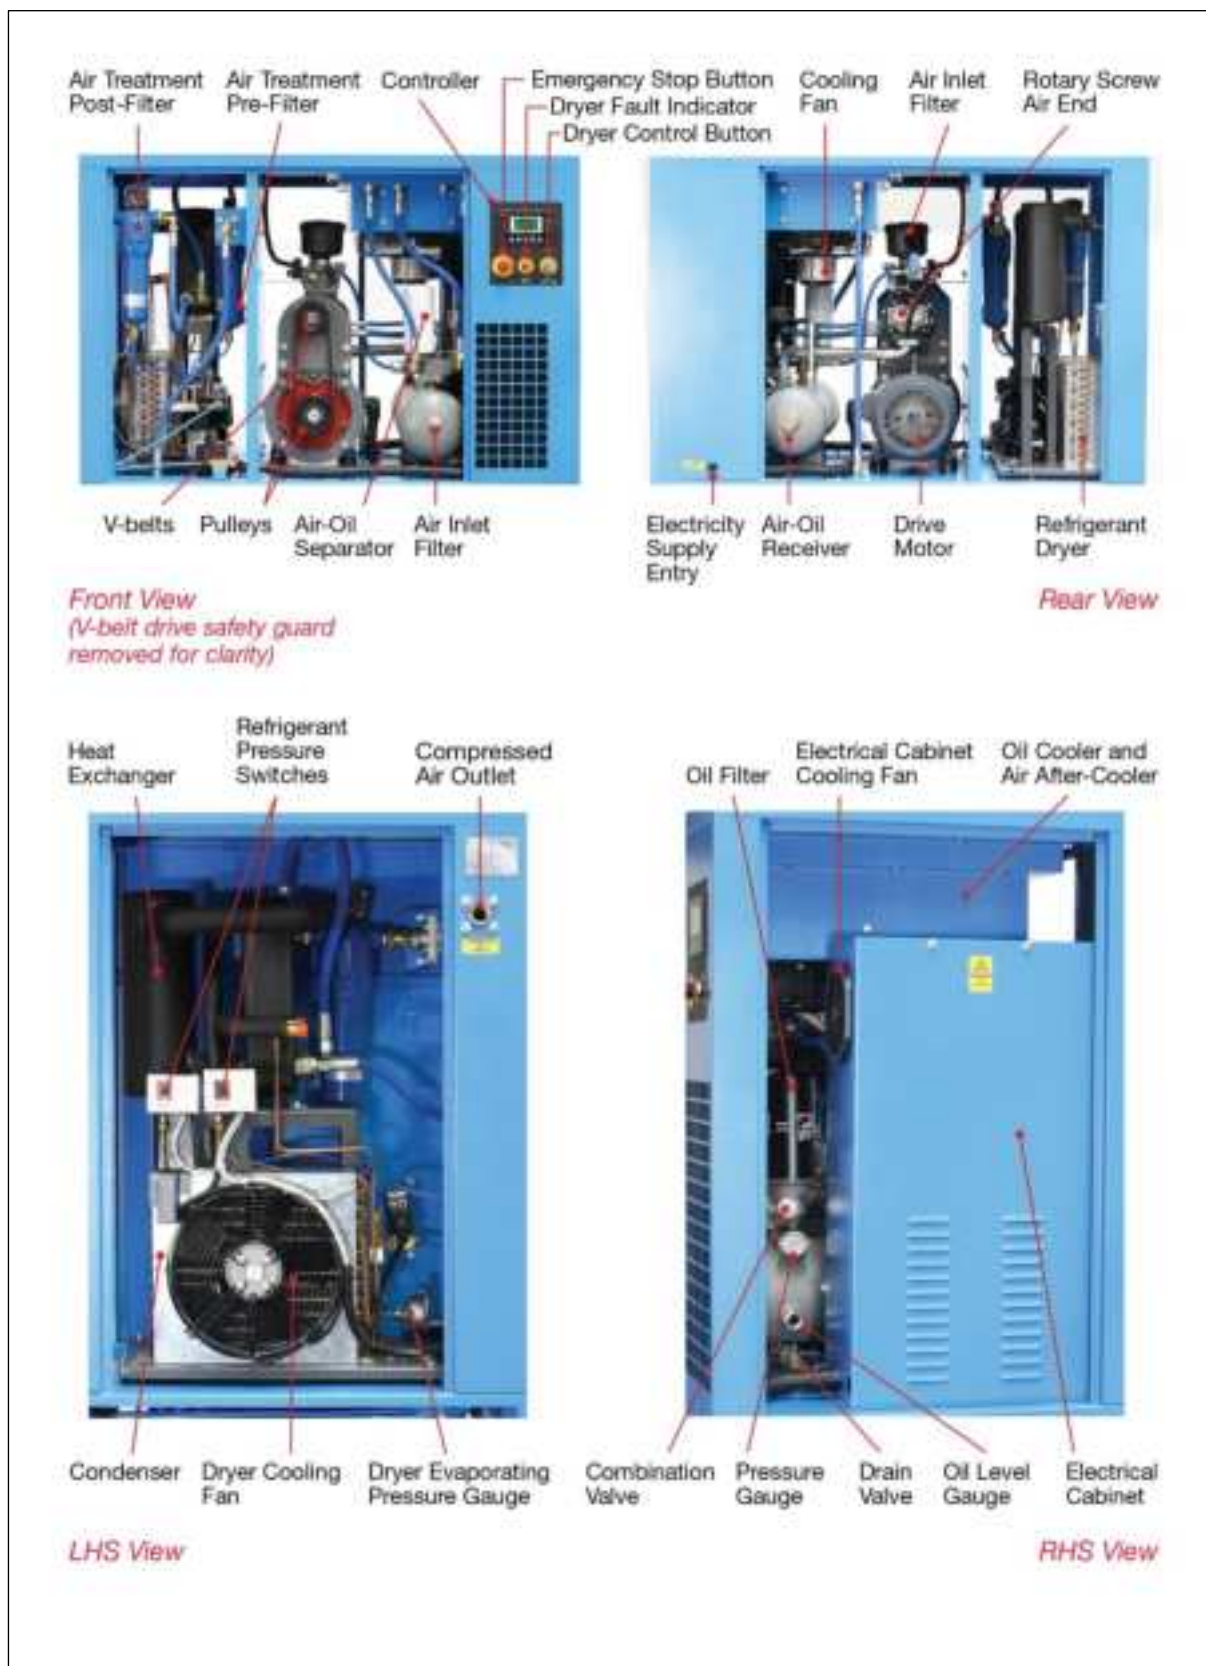 Air Treatment
Post-Filter
Air Treatment
Pre-Filter
Controller
Emergency Stop Button
Dryer Fault Indicator
Dryer Control Button
Cooling
Fan
Air Inlet
Filter
Rotary Screw
Air End
V-belts
Pulleys
Air-Oil
Separator
Air Inlet
Filter
Electricity
Supply
Entry
Air-Oil
Receiver
Drive
Motor
Refrigerant
Dryer
Front View
(V-belt drive safety guard
removed for clarity)
Rear View
Heat
Exchanger
Refrigerant
Pressure
Switches
Compressed
Air Outlet
Oil Filter
Electrical Cabinet
Cooling Fan
Oil Cooler and
Air After-Cooler
Condenser
Dryer Cooling
Fan
Dryer Evaporating
Pressure Gauge
Combination
Valve
Pressure
Gauge
Drain
Valve
Oil Level
Gauge
Electrical
Cabinet
LHS View
RHS View